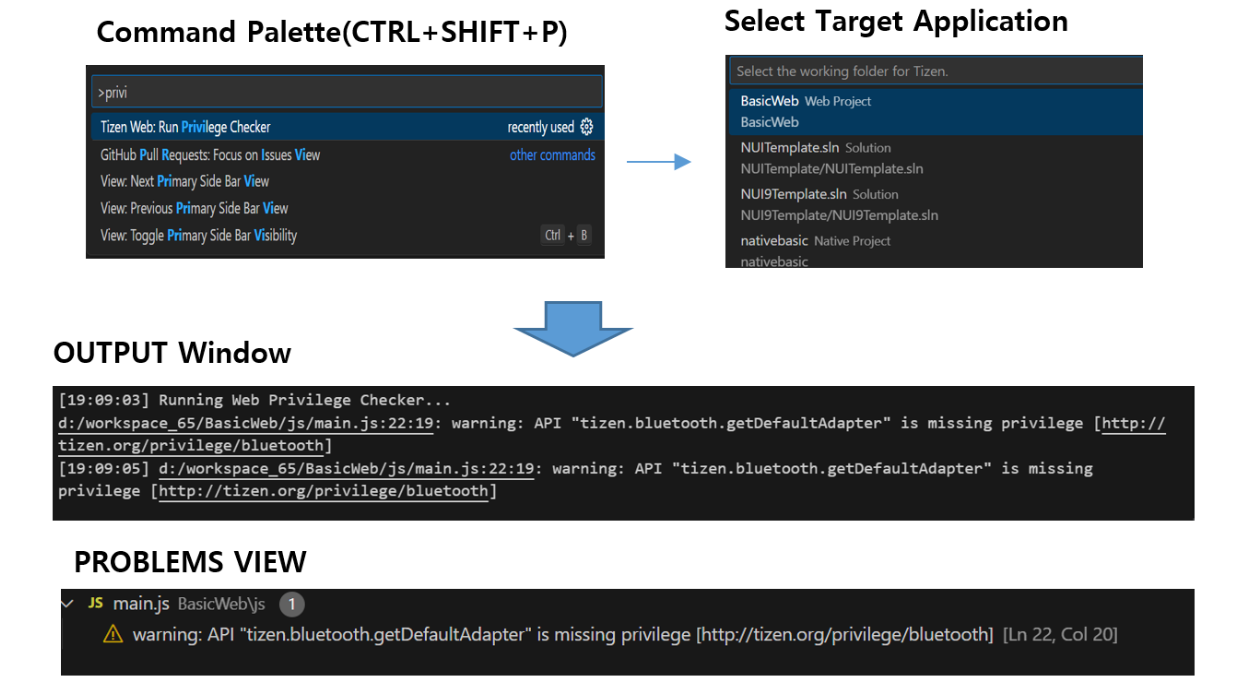 Command Palette(CTRL+SHIFT+P)
>privi
Tizen Web: Run Privilege Checker recently used
GitHub Pull Requests: Focus on Issues View other commands
View: Next Primary Side Bar View
View: Previous Primary Side Bar View
View: Toggle Primary Side Bar Visibility Ctrl + B
Select Target Application
Select the working folder for Tizen.
BasicWeb Web Project
BasicWeb
NUITemplate.sln Solution
NUITemplate/NUITemplate.sln
NUI9Template.sln Solution
NUI9Template/NUI9Template.sln
nativebasic Native Project
nativebasic
OUTPUT Window
[19:09:03] Running Web Privilege Checker...
d:/workspace_65/BasicWeb/js/main.js:22:19: warning: API "tizen.bluetooth.getDefaultAdapter" is missing privilege [http://
tizen.org/privilege/bluetooth]
[19:09:05] d:/workspace_65/BasicWeb/js/main.js:22:19: warning: API "tizen.bluetooth.getDefaultAdapter" is missing
privilege [http://tizen.org/privilege/bluetooth]
PROBLEMS VIEW
JS main.js BasicWeb\js 1
warning: API "tizen.bluetooth.getDefaultAdapter" is missing privilege [http://tizen.org/privilege/bluetooth] [Ln 22, Col 20]